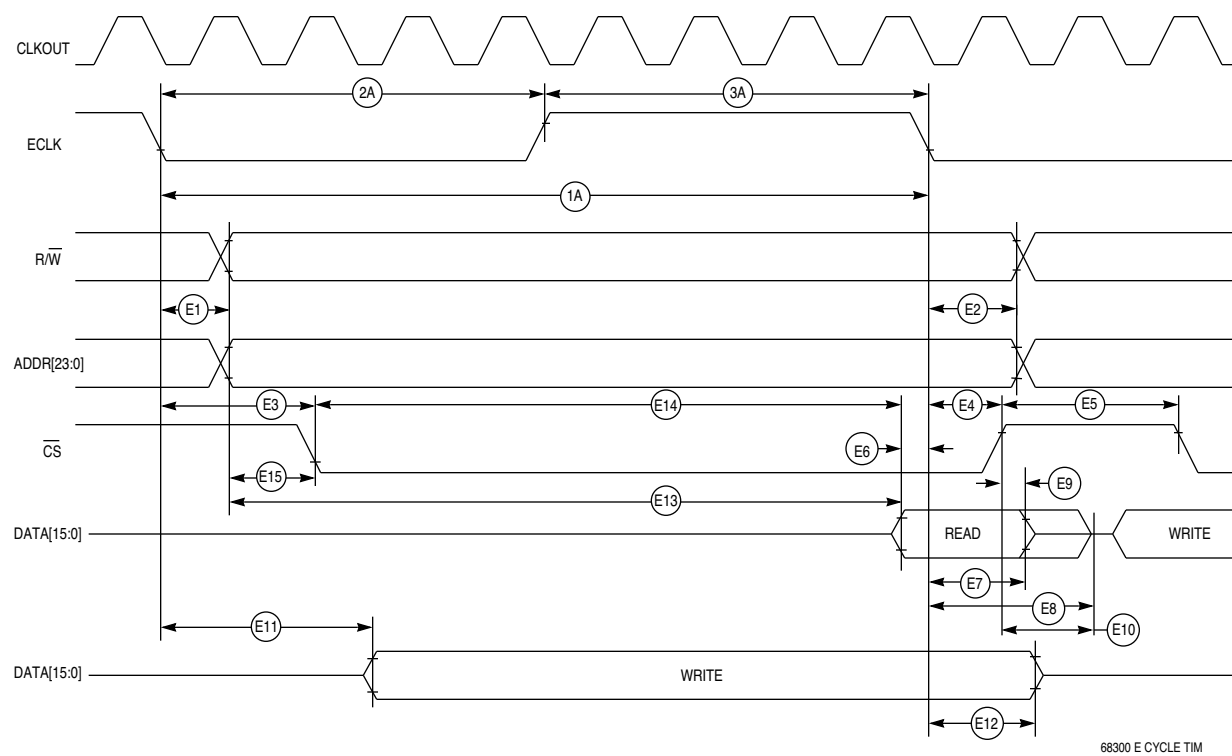 CLKOUT
2A
3A
ECLK
1A
R/W
E1
E2
ADDR[23:0]
E3
E14
E4
E5
CS
E6
E15
E9
E13
DATA[15:0]
READ
WRITE
E7
E8
E11
E10
DATA[15:0]
WRITE
E12
68300 E CYCLE TIM